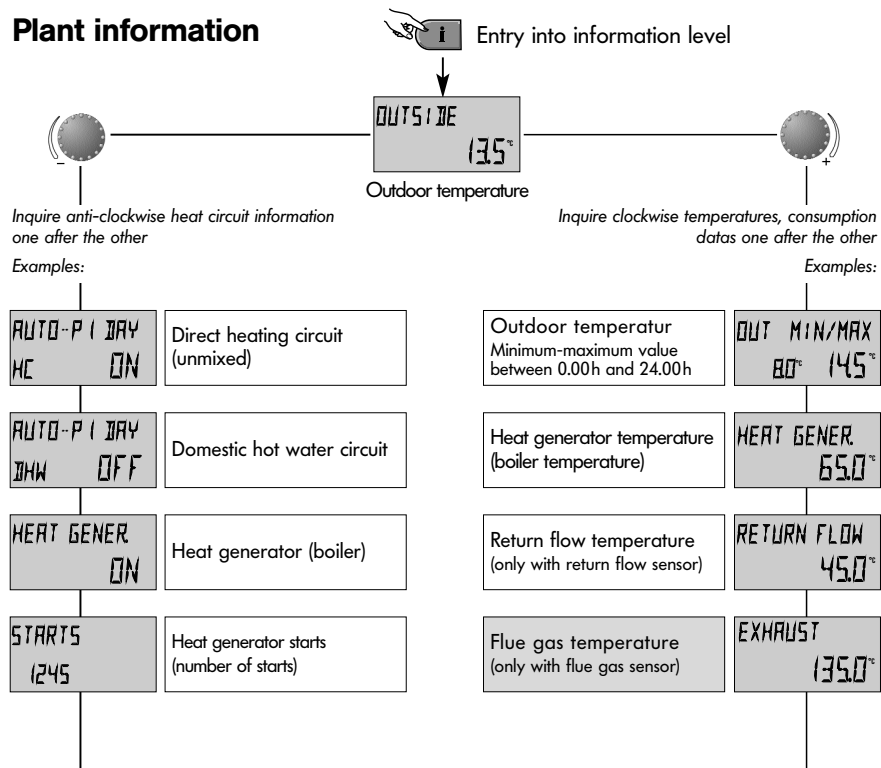 Plant information
i
Entry into information level
OUTSIDE
13.5°C
Outdoor temperature
–
+
Inquire anti-clockwise heat circuit information
one after the other
Examples:
Inquire clockwise temperatures, consumption
datas one after the other
Examples:
AUTO-P1 DAY
HC ON
Direct heating circuit
(unmixed)
AUTO-P1 DAY
DHW OFF
Domestic hot water circuit
HEAT GENER.
ON
Heat generator (boiler)
STARTS
1245
Heat generator starts
(number of starts)
Outdoor temperatur
Minimum-maximum value
between 0.00h and 24.00h
OUT MIN/MAX
8.0°C 14.5°C
Heat generator temperature
(boiler temperature)
HEAT GENER.
65.0°C
Return flow temperature
(only with return flow sensor)
RETURN FLOW
45.0°C
Flue gas temperature
(only with flue gas sensor)
EXHAUST
135.0°C